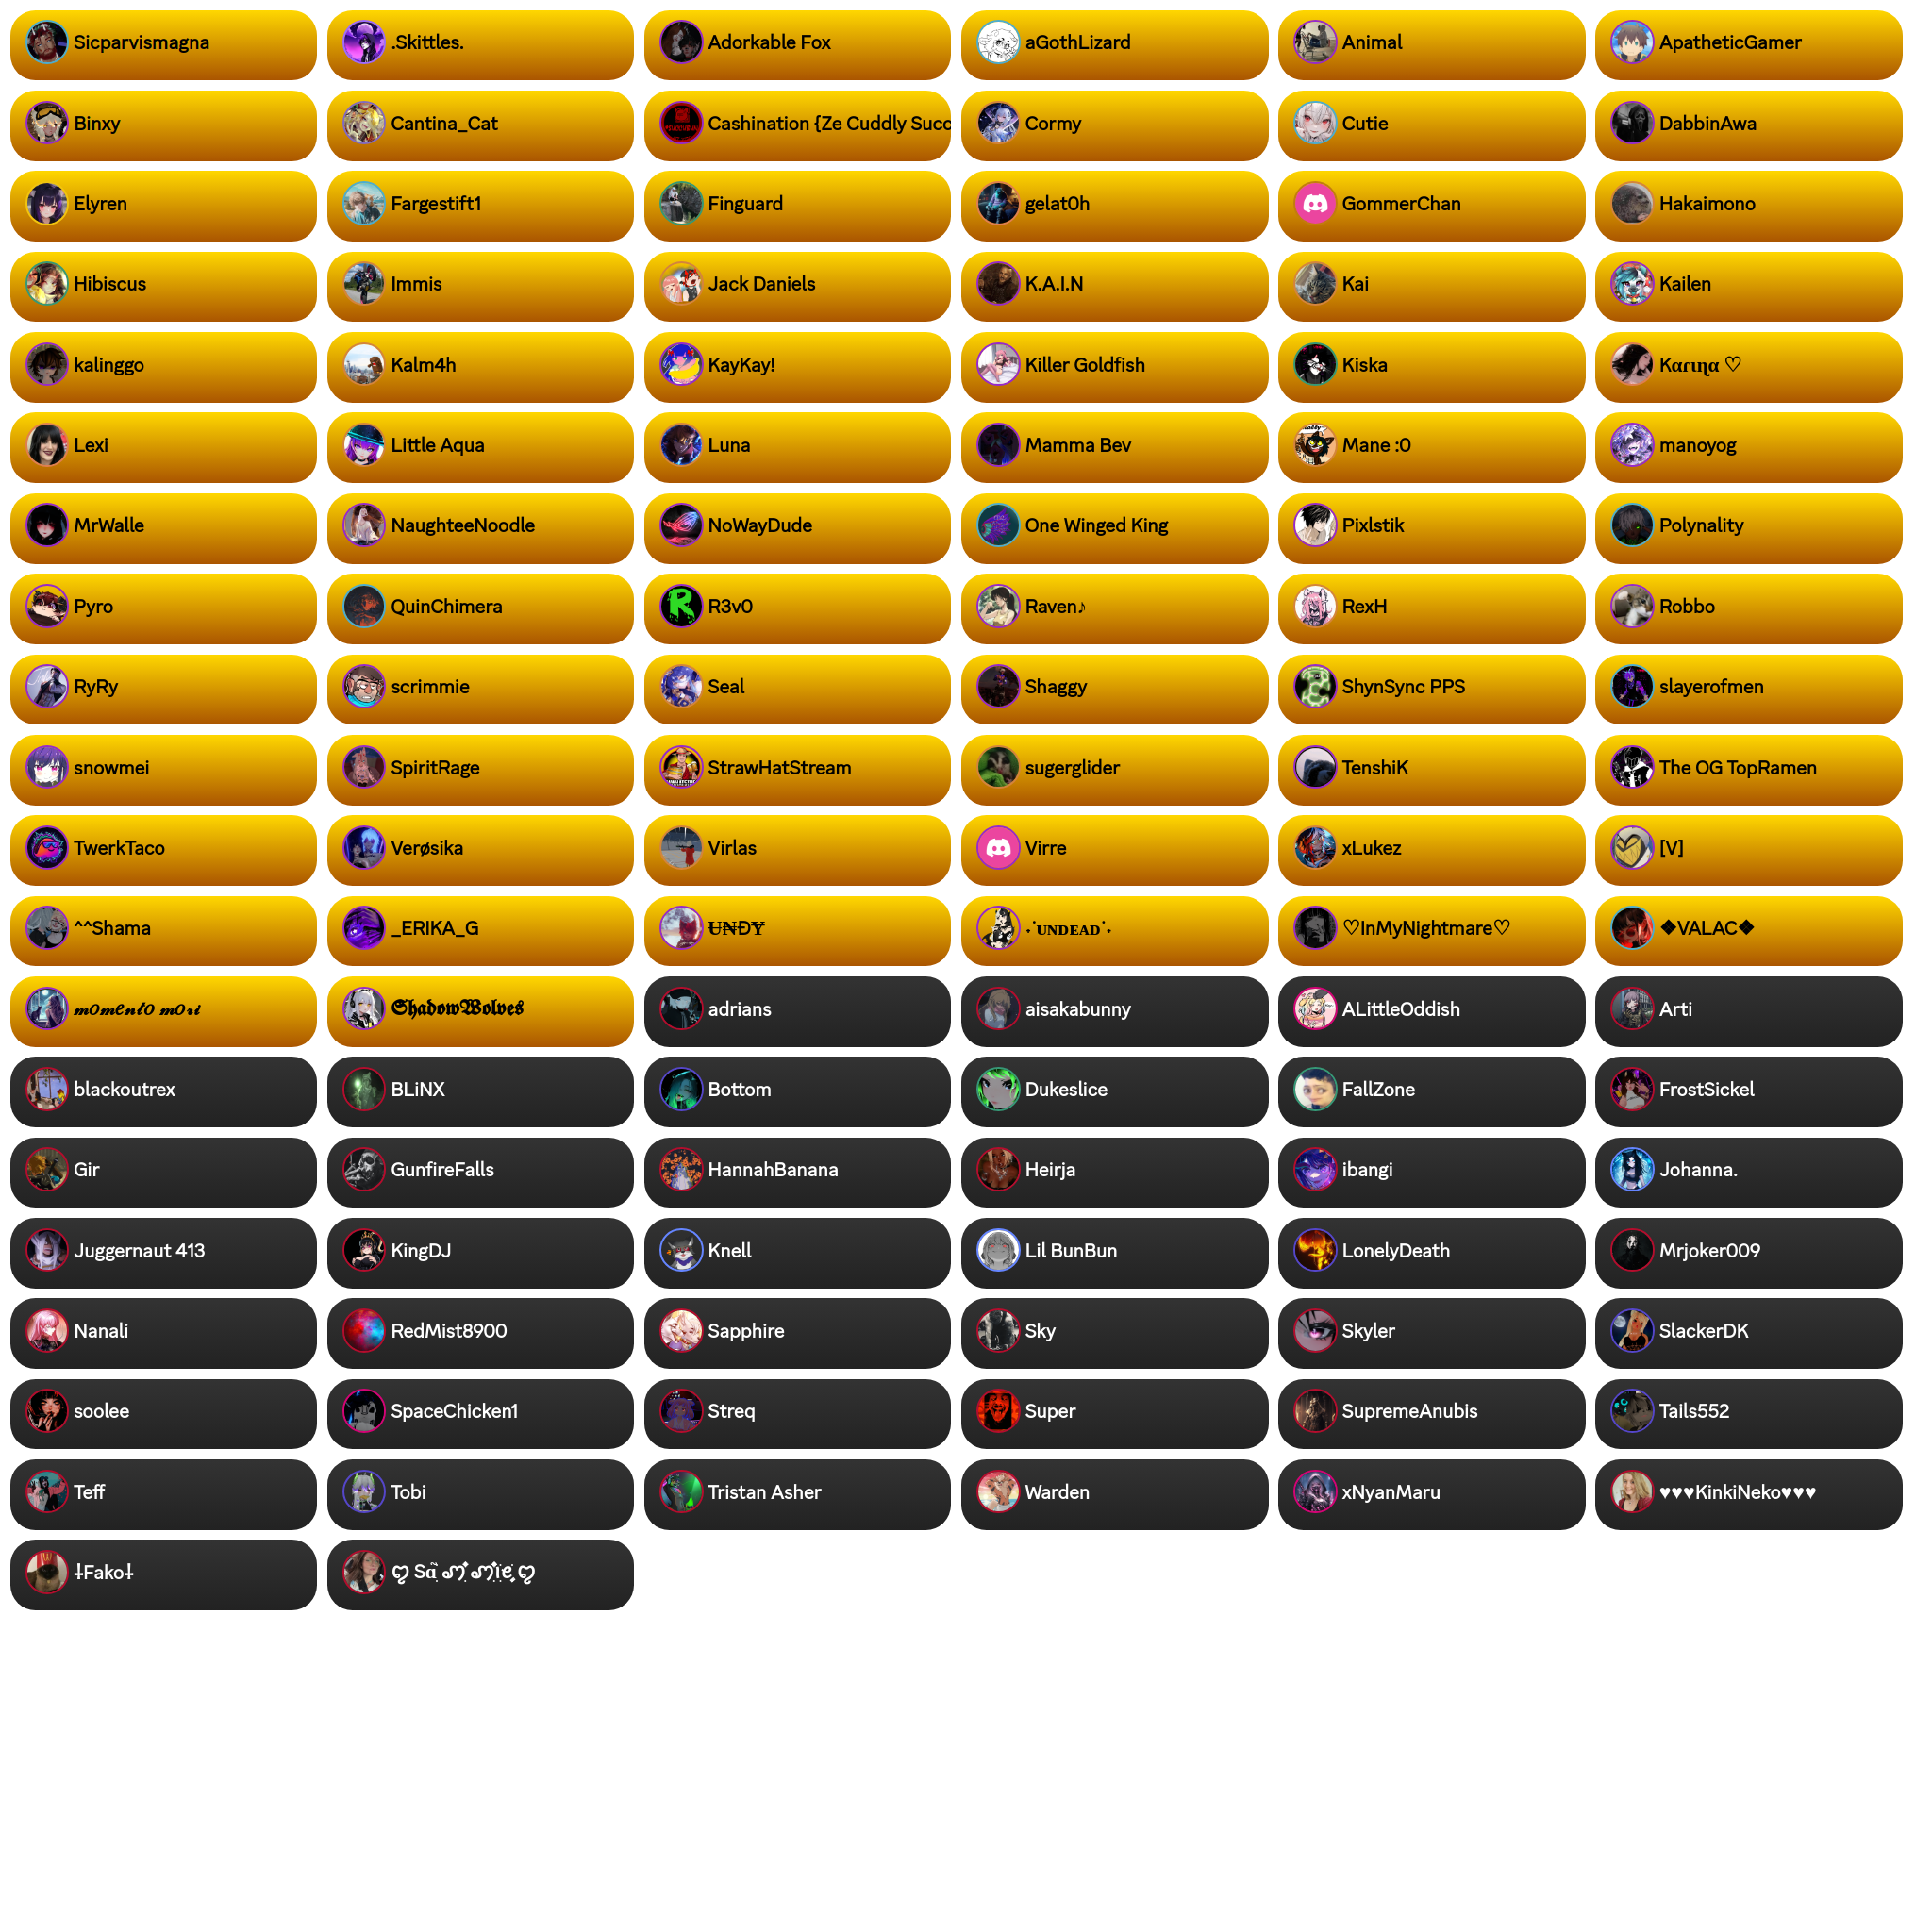 Sicparvismagna
.Skittles.
Adorkable Fox
aGothLizard
Animal
ApatheticGamer
Binxy
Cantina_Cat
Cashination {Ze Cuddly Succ
Cormy
Cutie
DabbinAwa
Elyren
Fargestift1
Finguard
gelat0h
GommerChan
Hakaimono
Hibiscus
Immis
Jack Daniels
K.A.I.N
Kai
Kailen
kalinggo
Kalm4h
KayKay!
Killer Goldfish
Kiska
Kαɾιɳα ♡
Lexi
Little Aqua
Luna
Mamma Bev
Mane :0
manoyog
MrWalle
NaughteeNoodle
NoWayDude
One Winged King
Pixlstik
Polynality
Pyro
QuinChimera
R3v0
Raven♪
RexH
Robbo
RyRy
scrimmie
Seal
Shaggy
ShynSync PPS
slayerofmen
snowmei
SpiritRage
StrawHatStream
sugerglider
TenshiK
The OG TopRamen
TwerkTaco
Verøsika
Virlas
Virre
xLukez
[V]
^^Shama
_ERIKA_G
U̶₦ĐɎ
˖˙ᴜɴᴅᴇᴀᴅ˙˖
♡InMyNightmare♡
❖VALAC❖
𝓶𝓸𝓶𝓮𝓷𝓽𝓸 𝓶𝓸𝓻𝓲
𝕾𝖍𝖆𝖉𝖔𝖜𝖂𝖔𝖑𝖛𝖊𝖘
adrians
aisakabunny
ALittleOddish
Arti
blackoutrex
BLiNX
Bottom
Dukeslice
FallZone
FrostSickel
Gir
GunfireFalls
HannahBanana
Heirja
ibangi
Johanna.
Juggernaut 413
KingDJ
Knell
Lil BunBun
LonelyDeath
Mrjoker009
Nanali
RedMist8900
Sapphire
Sky
Skyler
SlackerDK
soolee
SpaceChicken1
Streq
Super
SupremeAnubis
Tails552
Teff
Tobi
Tristan Asher
Warden
xNyanMaru
♥♥♥KinkiNeko♥♥♥
⸸Fako⸸